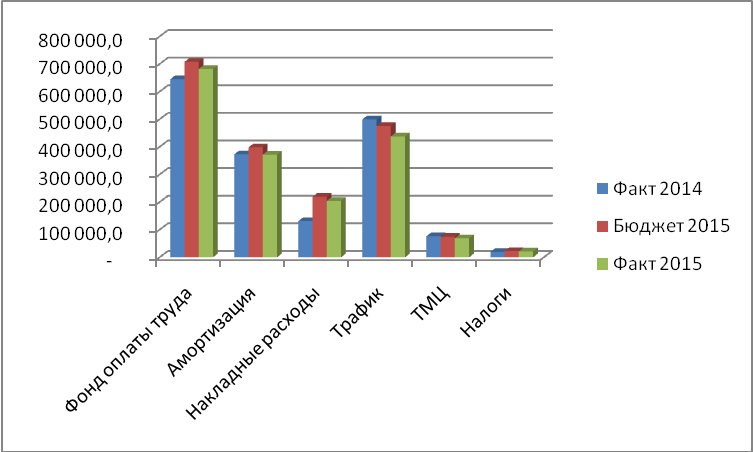 800 000,0
700 000,0
600 000,0
500 000,0
400 000,0
300 000,0
200 000,0
100 000,0
-
Фонд оплаты труда
Амортизация
Накладные расходы
Трафик
ТМЦ
Налоги
Факт 2014
Бюджет 2015
Факт 2015